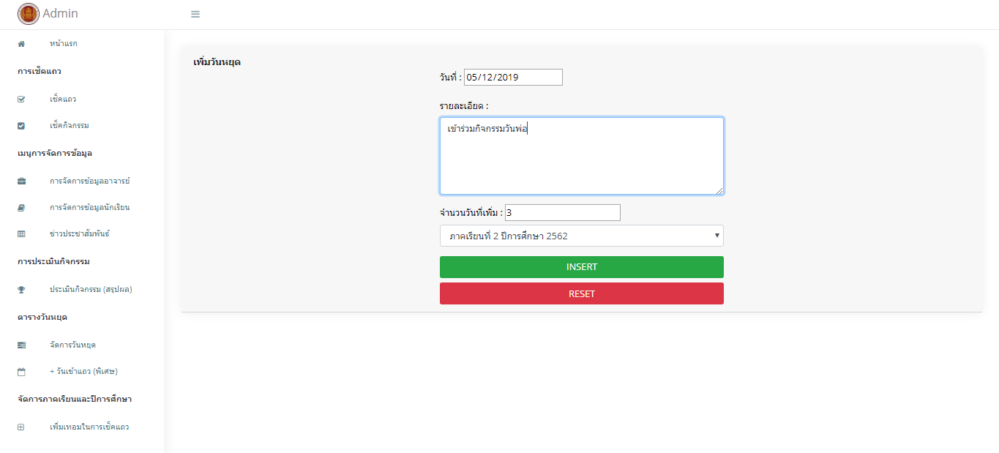 Admin
หน้าแรก
การเช็คแถว
เช็คแถว
เช็คกิจกรรม
เมนูการจัดการข้อมูล
การจัดการข้อมูลอาจารย์
การจัดการข้อมูลนักเรียน
ข่าวประชาสัมพันธ์
การประเมินกิจกรรม
ประเมินกิจกรรม (สรุปผล)
ตารางวันหยุด
จัดการวันหยุด
+ วันเข้าแถว (พิเศษ)
จัดการภาคเรียนและปีการศึกษา
เพิ่มเทอมในการเช็คแถว
เพิ่มวันหยุด
วันที่ : 05/12/2019
รายละเอียด :
เข้าร่วมกิจกรรมวันพ่อ
จำนวนวันที่เพิ่ม : 3
ภาคเรียนที่ 2 ปีการศึกษา 2562
INSERT
RESET